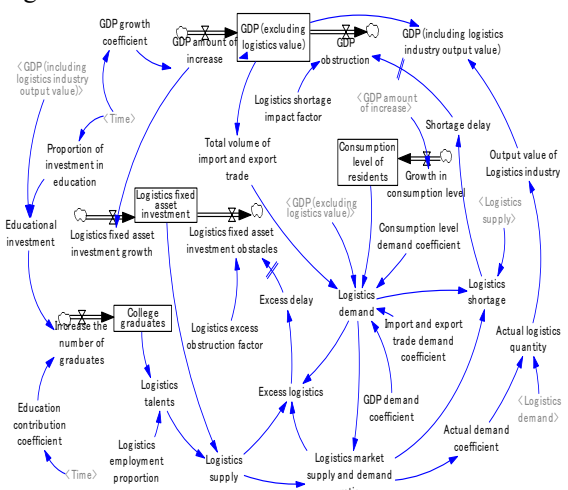 GDP growth
coefficient
GDP amount of
increase
GDP (excluding
logistics value)
GDP
obstruction
GDP (including logistics
industry output value)
<GDP (including
logistics industry
output value)>
<Time>
Logistics shortage
impact factor
<GDP amount
of increase>
Shortage delay
Proportion of
investment in
education
Total volume of
import and export
trade
Consumption
level of
residents
Growth in
consumption level
Output value of
Logistics industry
Educational
investment
Logistics fixed asset
investment growth
Logistics fixed
asset
investment
Logistics fixed asset
investment obstacles
<GDP(excluding
logistics value)>
Consumption level
demand coefficient
<Logistics
supply>
Increase the
number of
graduates
College
graduates
Logistics excess
obstruction factor
Excess delay
Logistics
demand
Import and export
trade demand
coefficient
Logistics
shortage
Actual logistics
quantity
Education
contribution
coefficient
Logistics
talents
Excess logistics
GDP demand
coefficient
<Logistics
demand>
Actual demand
coefficient
<Time>
Logistics
employment
proportion
Logistics
supply
Logistics market
supply and demand